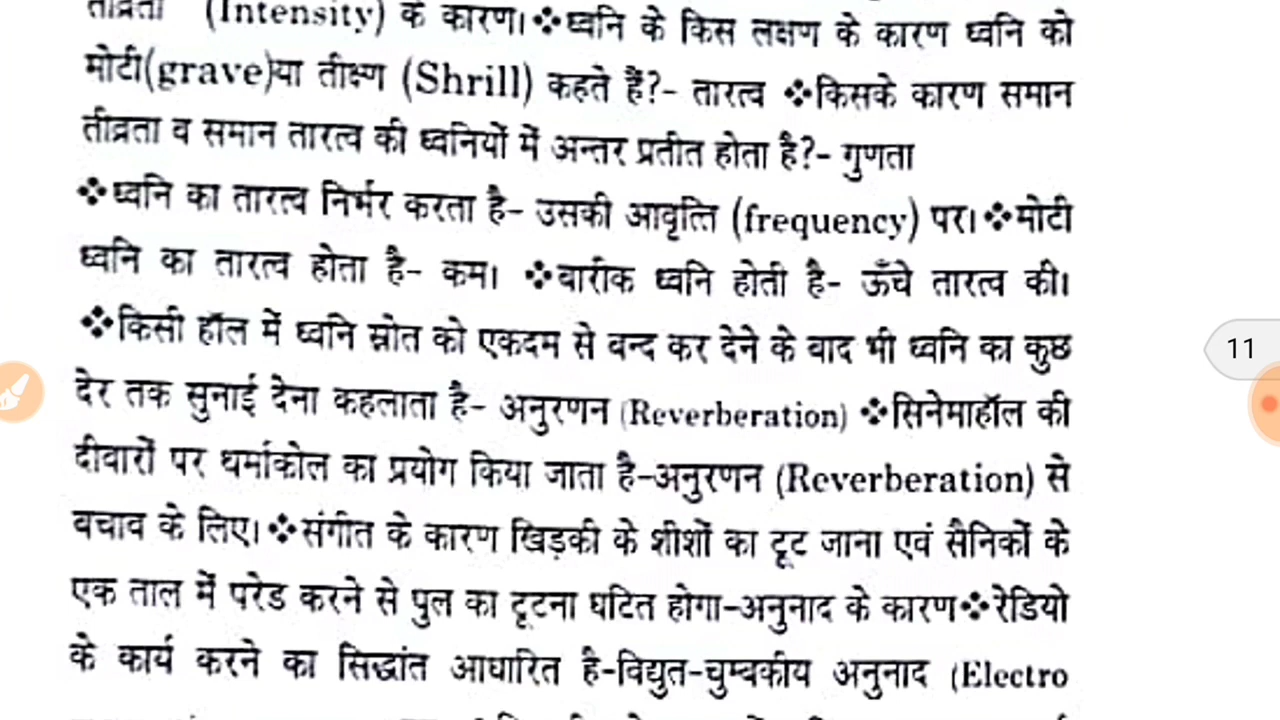 तीव्रता (Intensity) के कारण।❖ध्वनि के किस लक्षण के कारण ध्वनि को
मोटी(grave)या तीक्ष्ण (Shrill) कहते हैं?- तारत्व ❖किसके कारण समान
तीव्रता व समान तारत्व की ध्वनियों में अन्तर प्रतीत होता है?- गुणता
❖ध्वनि का तारत्व निर्भर करता है- उसकी आवृत्ति (frequency) पर।❖मोटी
ध्वनि का तारत्व होता है- कम। ❖बारीक ध्वनि होती है- ऊँचे तारत्व की।
❖किसी हॉल में ध्वनि स्रोत को एकदम से बन्द कर देने के बाद भी ध्वनि का कुछ
देर तक सुनाई देना कहलाता है- अनुरणन (Reverberation) ❖सिनेमाहॉल की
दीवारों पर थर्माकोल का प्रयोग किया जाता है-अनुरणन (Reverberation) से
बचाव के लिए।❖संगीत के कारण खिड़की के शीशों का टूट जाना एवं सैनिकों के
एक ताल में परेड करने से पुल का टूटना घटित होगा-अनुनाद के कारण❖रेडियो
के कार्य करने का सिद्धांत आधारित है-विद्युत-चुम्बकीय अनुनाद (Electro
11